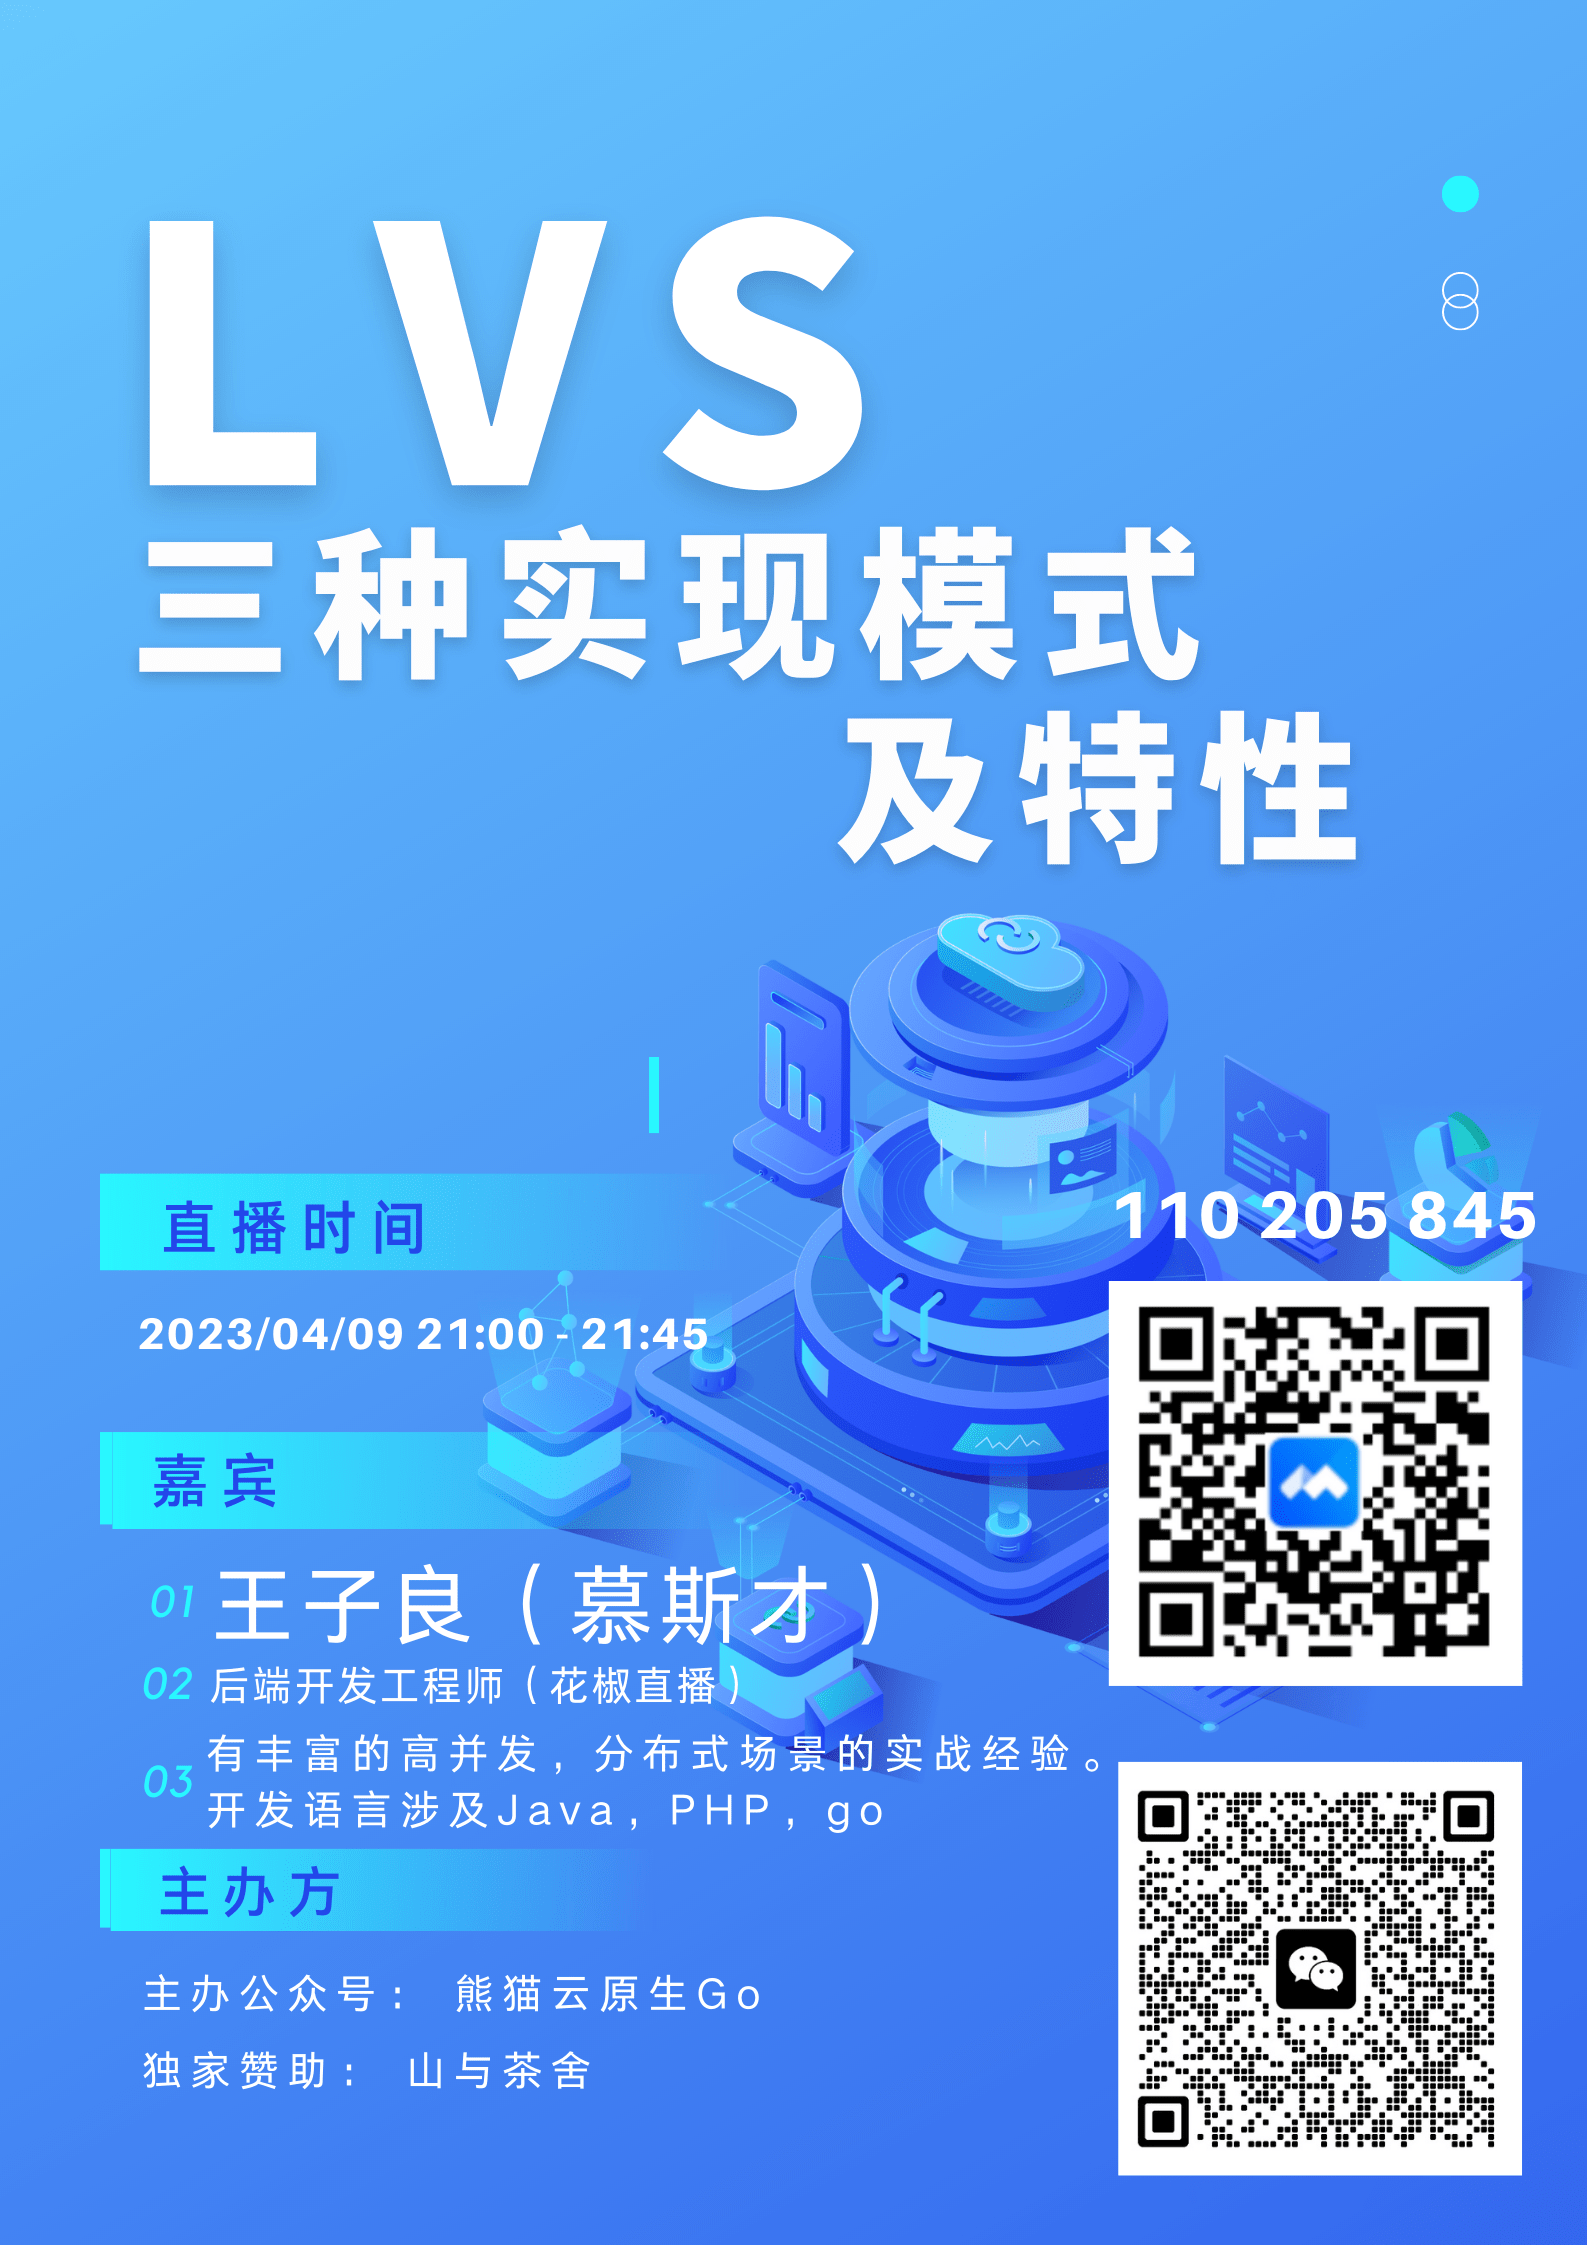 LVS
三种实现模式
及特性
直播时间
110 205 845
2023/04/09 21:00 - 21:45
嘉宾
01 王子良（慕斯才）
02 后端开发工程师（花椒直播）
03 有丰富的高并发，分布式场景的实战经验。
开发语言涉及Java，PHP，go
主办方
主办公众号： 熊猫云原生Go
独家赞助： 山与茶舍